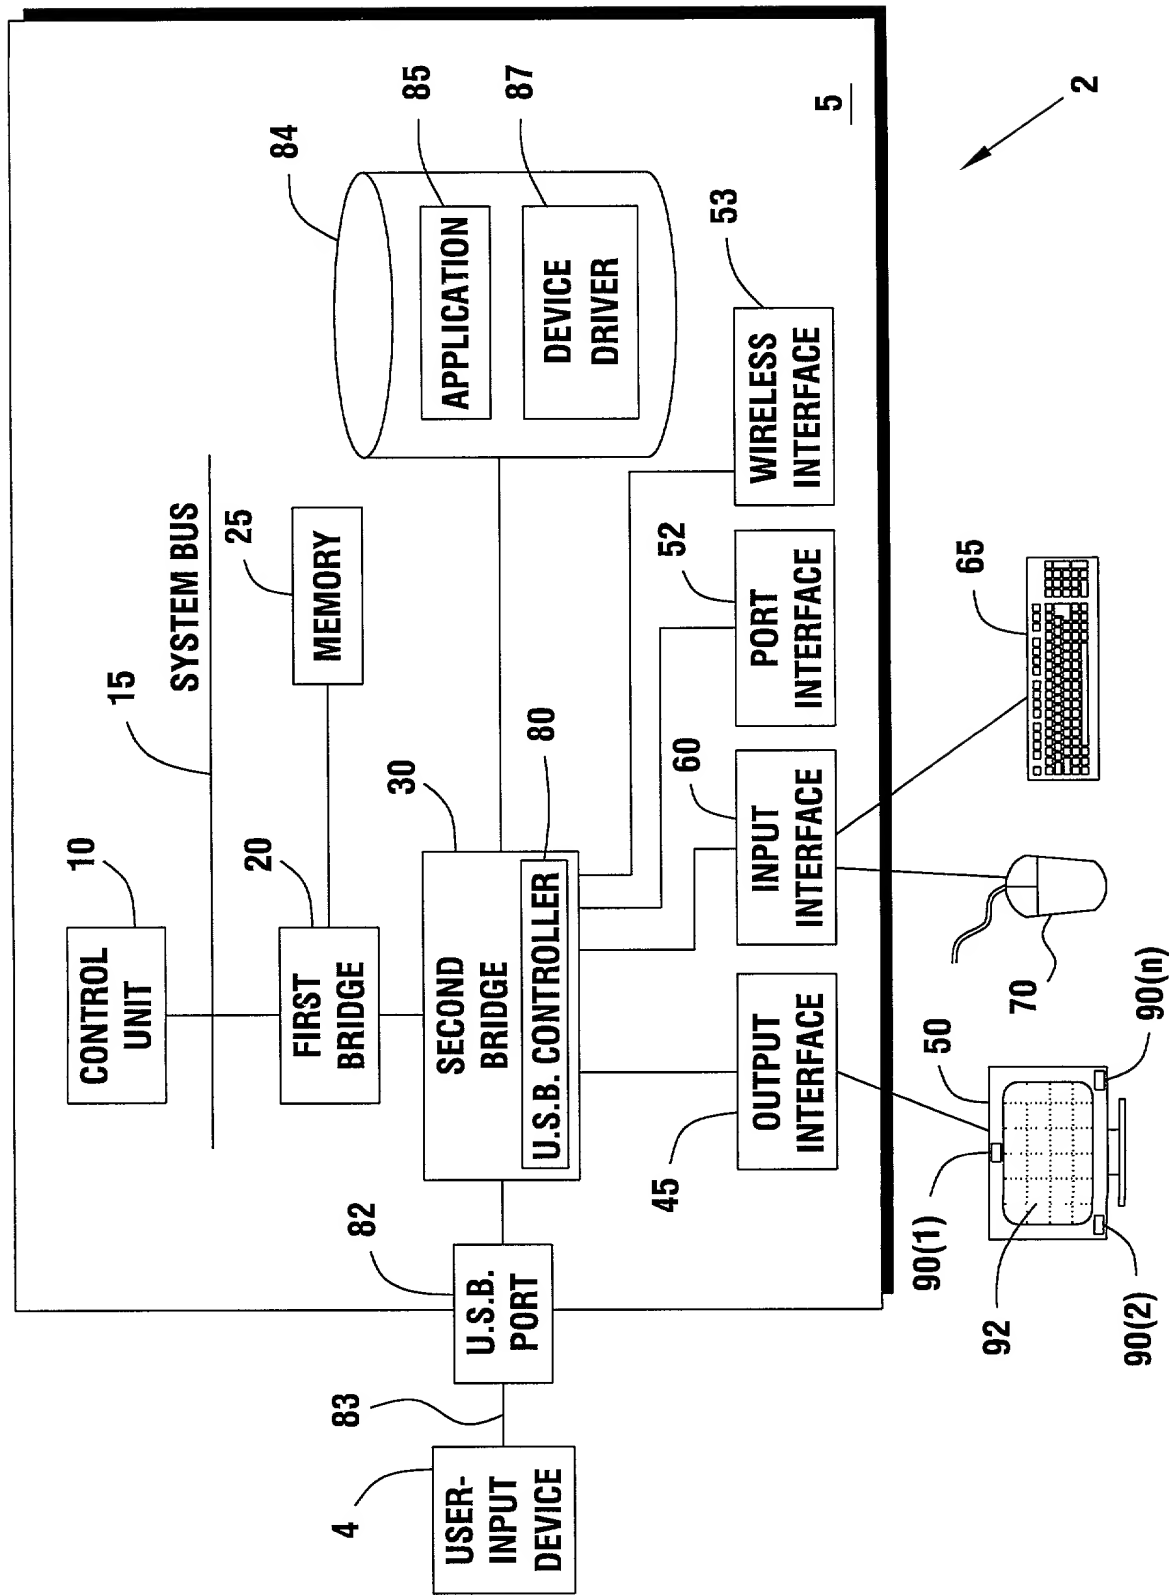 10
CONTROL
UNIT
15
SYSTEM BUS
20
FIRST
BRIDGE
25
MEMORY
84
85
APPLICATION
87
DEVICE
DRIVER
30
SECOND
BRIDGE
80
U.S.B. CONTROLLER
82
U.S.B.
PORT
83
4
USER-
INPUT
DEVICE
45
OUTPUT
INTERFACE
60
INPUT
INTERFACE
52
PORT
INTERFACE
53
WIRELESS
INTERFACE
5
2
90(1)
50
92
90(2)
90(n)
70
65